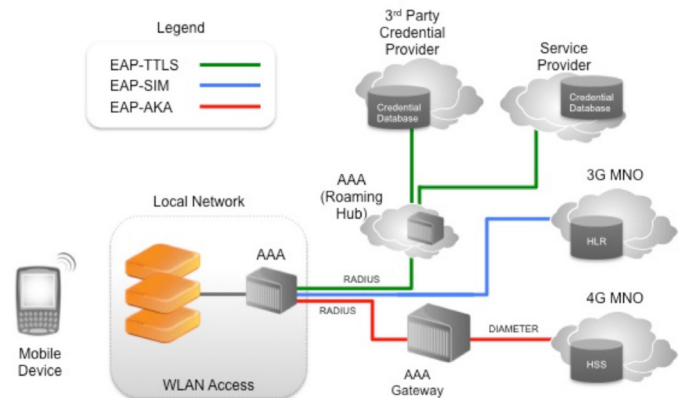 Legend
EAP-TTLS
EAP-SIM
EAP-AKA
3rd Party
Credential
Provider
Credential
Database
Service
Provider
Credential
Database
AAA
(Roaming
Hub)
3G MNO
HLR
Local Network
AAA
RADIUS
RADIUS
4G MNO
DIAMETER
HSS
AAA
Gateway
Mobile
Device
WLAN Access